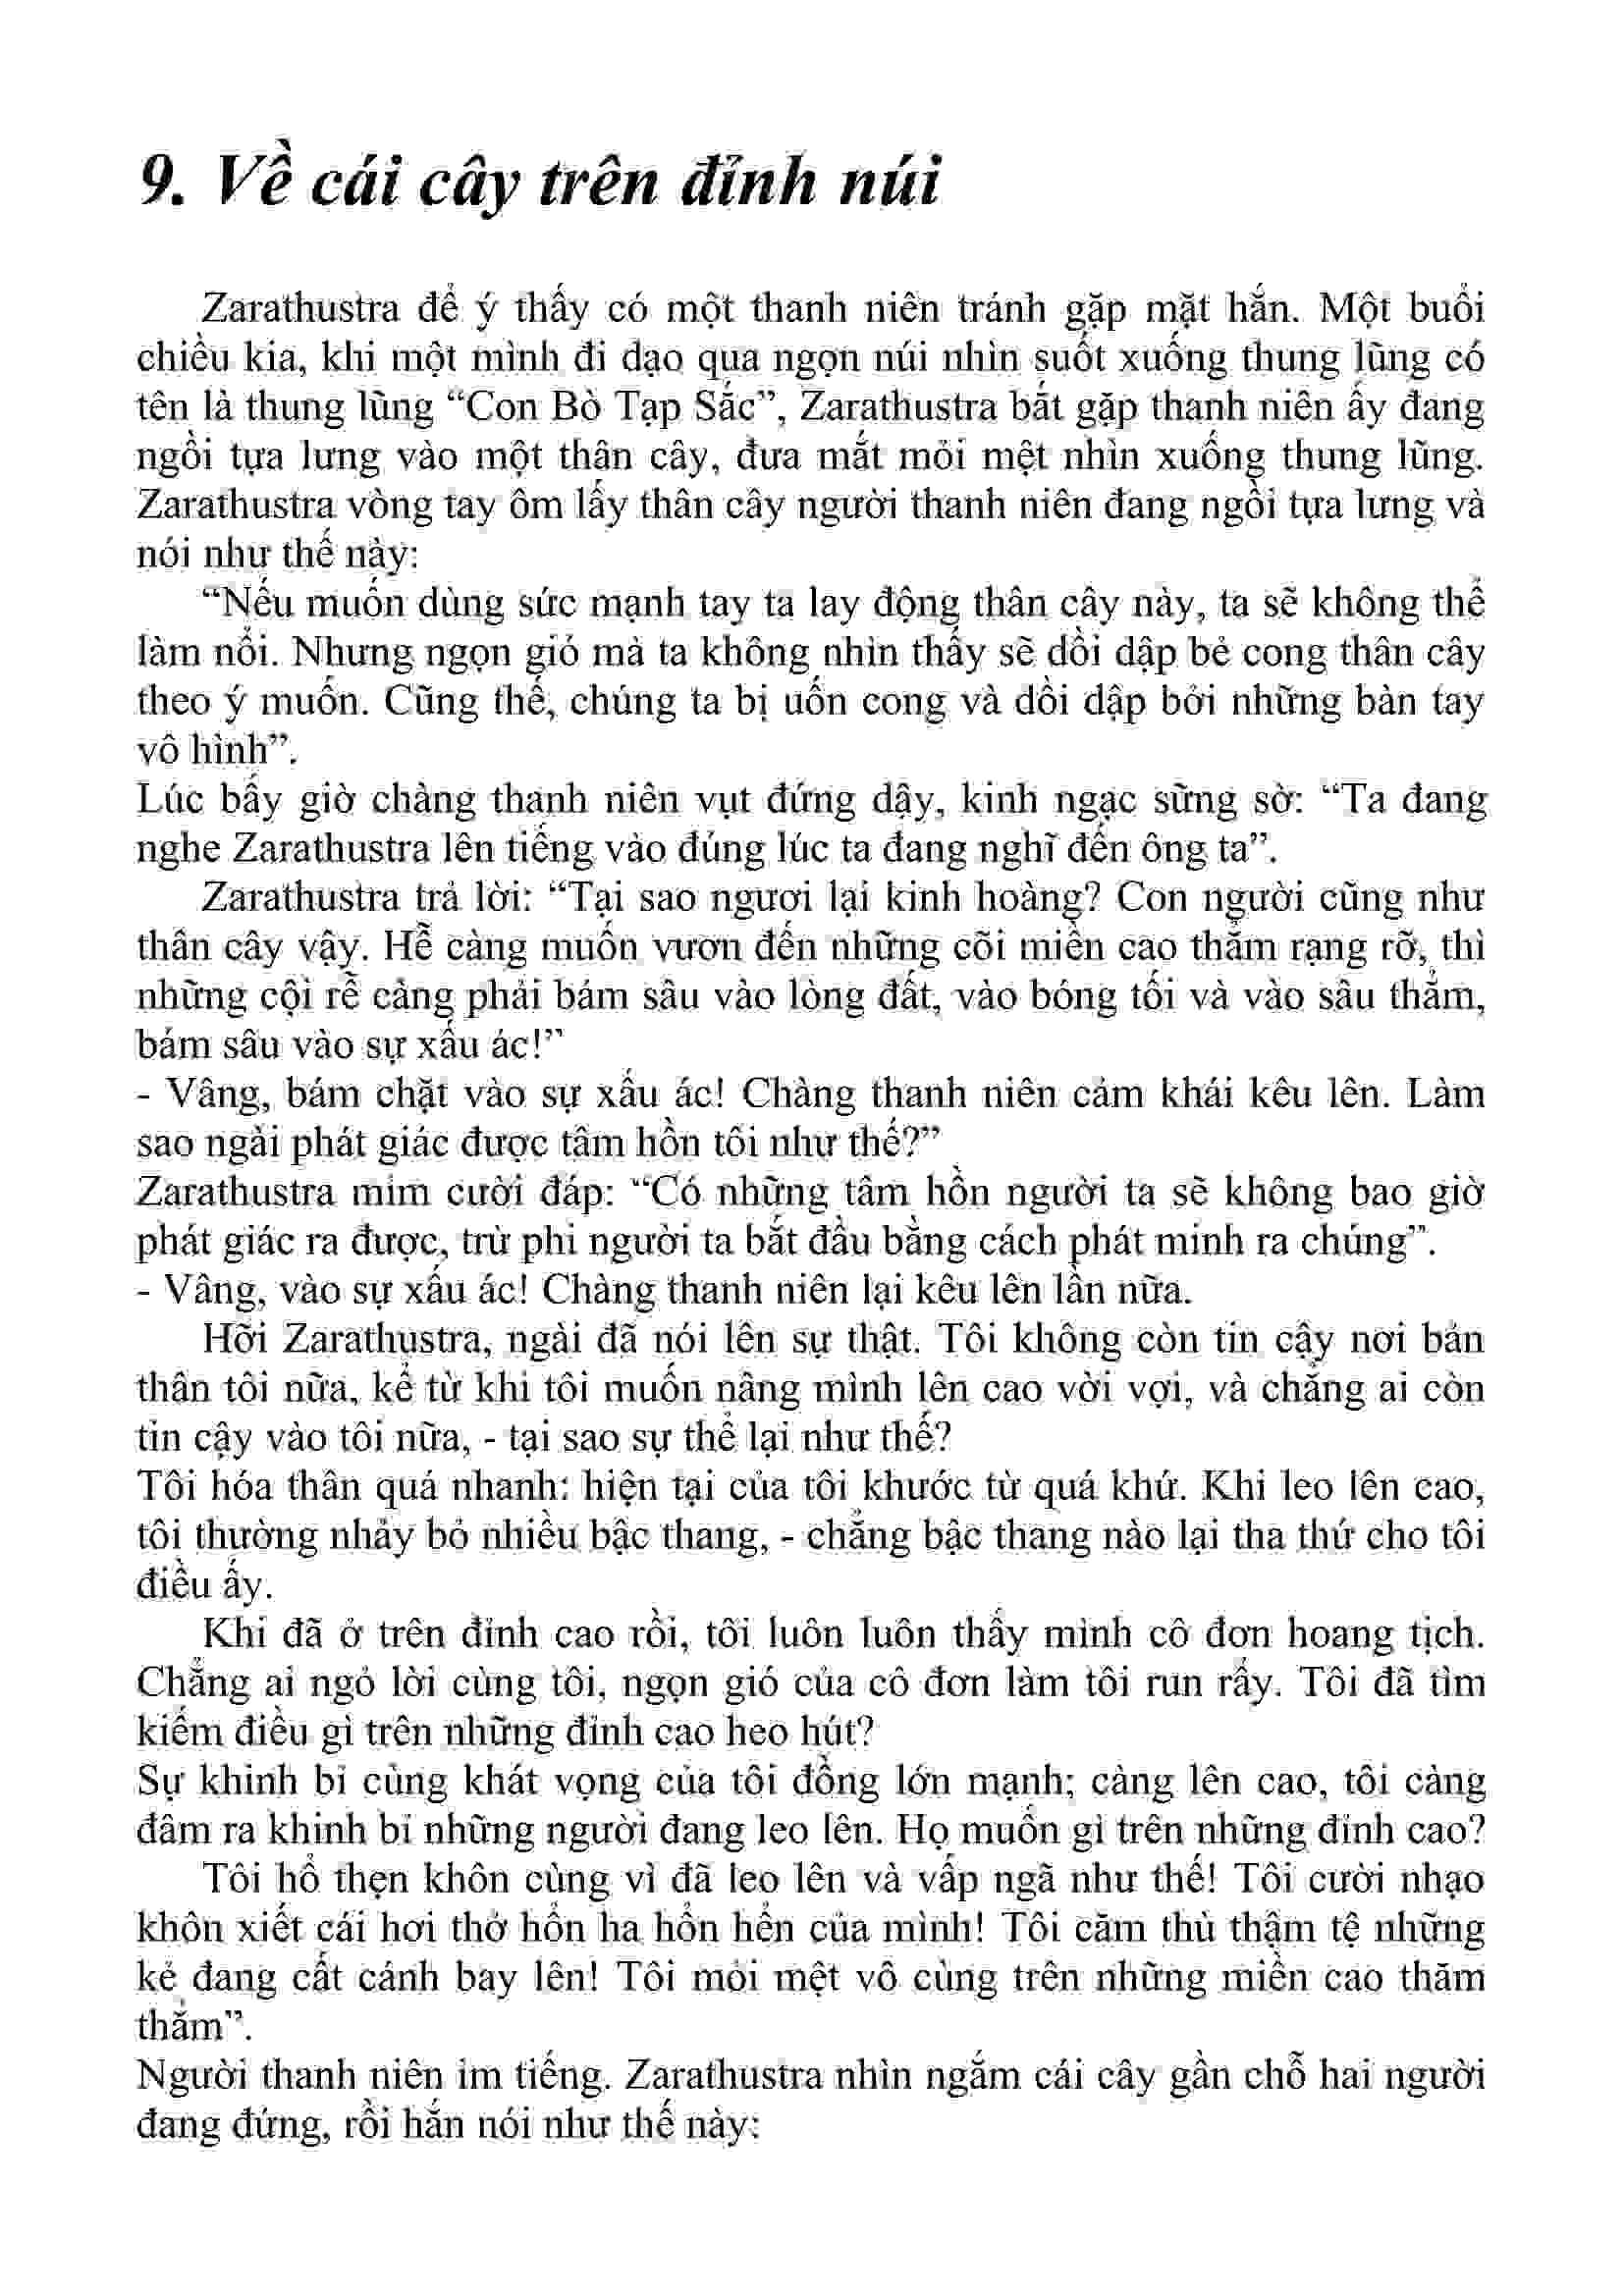 9. Về cái cây trên đỉnh núi
Zarathustra để ý thấy có một thanh niên tránh gặp mặt hắn. Một buổi
chiều kia, khi một mình đi dạo qua ngọn núi nhìn suốt xuống thung lũng có
tên là thung lũng “Con Bò Tạp Sắc”, Zarathustra bắt gặp thanh niên ấy đang
ngồi tựa lưng vào một thân cây, đưa mắt mỏi mệt nhìn xuống thung lũng.
Zarathustra vòng tay ôm lấy thân cây người thanh niên đang ngồi tựa lưng và
nói như thế này:
“Nếu muốn dùng sức mạnh tay ta lay động thân cây này, ta sẽ không thể
làm nổi. Nhưng ngọn gió mà ta không nhìn thấy sẽ dồi dập bẻ cong thân cây
theo ý muốn. Cũng thế, chúng ta bị uốn cong và dồi dập bởi những bàn tay
vô hình”.
Lúc bấy giờ chàng thanh niên vụt đứng dậy, kinh ngạc sững sờ: “Ta đang
nghe Zarathustra lên tiếng vào đúng lúc ta đang nghĩ đến ông ta”.
Zarathustra trả lời: “Tại sao ngươi lại kinh hoàng? Con người cũng như
thân cây vậy. Hễ càng muốn vươn đến những cõi miền cao thẳm rạng rỡ, thì
những cội rễ càng phải bám sâu vào lòng đất, vào bóng tối và vào sâu thẳm,
bám sâu vào sự xấu ác!”
- Vâng, bám chặt vào sự xấu ác! Chàng thanh niên cảm khái kêu lên. Làm
sao ngài phát giác được tâm hồn tôi như thế?”
Zarathustra mỉm cười đáp: “Có những tâm hồn người ta sẽ không bao giờ
phát giác ra được, trừ phi người ta bắt đầu bằng cách phát minh ra chúng”.
- Vâng, vào sự xấu ác! Chàng thanh niên lại kêu lên lần nữa.
Hỡi Zarathustra, ngài đã nói lên sự thật. Tôi không còn tin cậy nơi bản
thân tôi nữa, kể từ khi tôi muốn nâng mình lên cao vời vợi, và chẳng ai còn
tin cậy vào tôi nữa, - tại sao sự thể lại như thế?
Tôi hóa thân quá nhanh: hiện tại của tôi khước từ quá khứ. Khi leo lên cao,
tôi thường nhảy bỏ nhiều bậc thang, - chẳng bậc thang nào lại tha thứ cho tôi
điều ấy.
Khi đã ở trên đỉnh cao rồi, tôi luôn luôn thấy mình cô đơn hoang tịch.
Chẳng ai ngỏ lời cùng tôi, ngọn gió của cô đơn làm tôi run rẩy. Tôi đã tìm
kiếm điều gì trên những đỉnh cao heo hút?
Sự khinh bỉ cùng khát vọng của tôi đồng lớn mạnh; càng lên cao, tôi càng
đâm ra khinh bỉ những người đang leo lên. Họ muốn gì trên những đỉnh cao?
Tôi hổ thẹn khôn cùng vì đã leo lên và vấp ngã như thế! Tôi cười nhạo
khôn xiết cái hơi thở hổn ha hổn hển của mình! Tôi căm thù thậm tệ những
kẻ đang cất cánh bay lên! Tôi mỏi mệt vô cùng trên những miền cao thăm
thẳm”.
Người thanh niên im tiếng. Zarathustra nhìn ngắm cái cây gần chỗ hai người
đang đứng, rồi hắn nói như thế này: